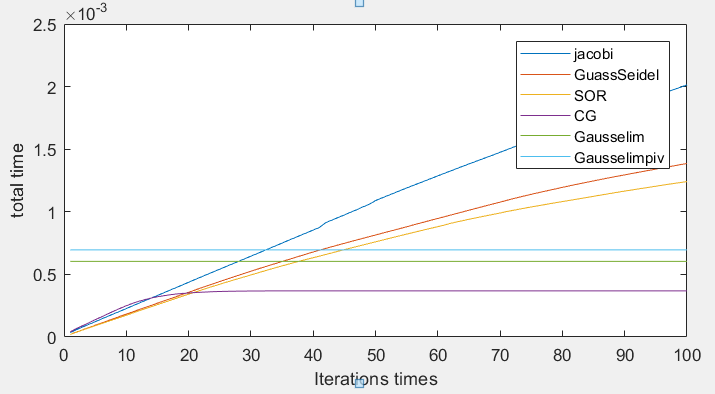 ×10⁻³
2.5
2
1.5
1
0.5
0
total time
0 10 20 30 40 50 60 70 80 90 100
Iterations times
jacobi
GuassSeidel
SOR
CG
Gausselim
Gausselimpiv